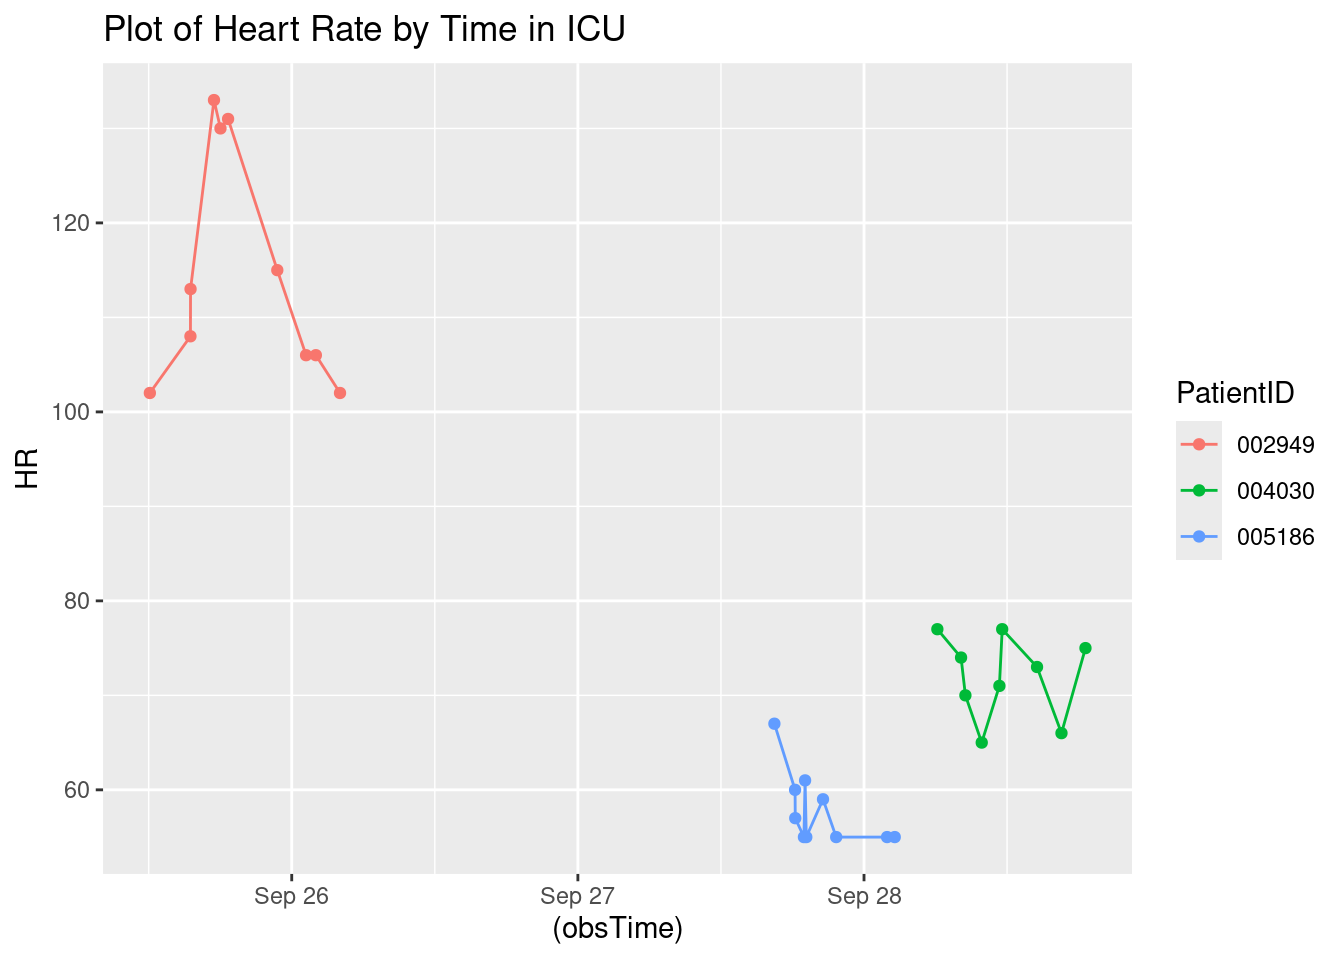 Plot of Heart Rate by Time in ICU
120
100
80
60
HR
Sep 26
Sep 27
Sep 28
(obsTime)
PatientID
002949
004030
005186